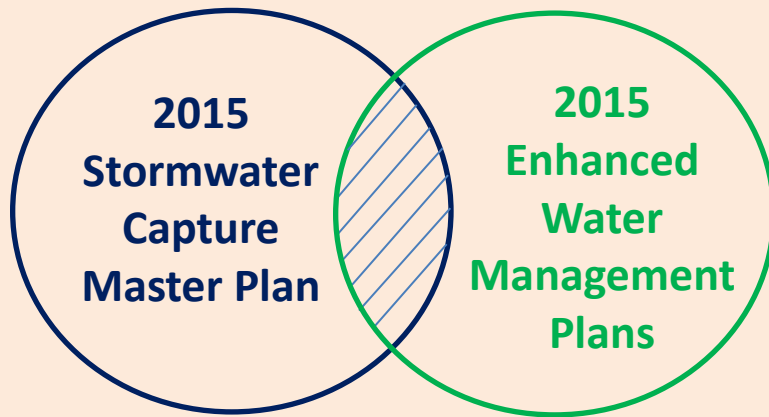 2015
Stormwater
Capture
Master Plan
2015
Enhanced
Water
Management
Plans